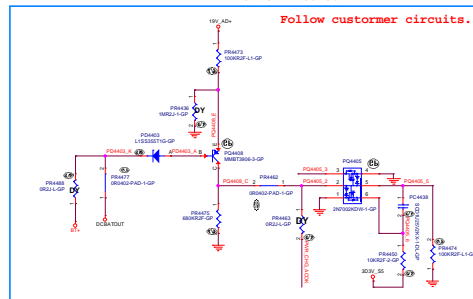 Follow custormer circuits.
19V_AD+
PR4473
100KR2F-L1-GP
PR4436
1MR2J-1-GP
DY
PQ4408_E
PD4403
L1SS355T1G-GP
PD4403_K
PD4403_A
PQ4408
MMBT3906-3-GP
PR4477
0R0402-PAD-1-GP
PR4488
0R2J-L-GP
DY
BT+
DCBATOUT
PQ4408_C
PR4462
0R0402-PAD-1-GP
PR4475
680KR2F-GP
PR4463
0R2J-L-GP
DY
PQ4405
PQ4405_3
PQ4405_2
PQ4405_5
2N7002KDW-1-GP
PC4438
PR4450
10KR2F-2-GP
PR4474
100KR2F-L1-GP
3D3V_S5